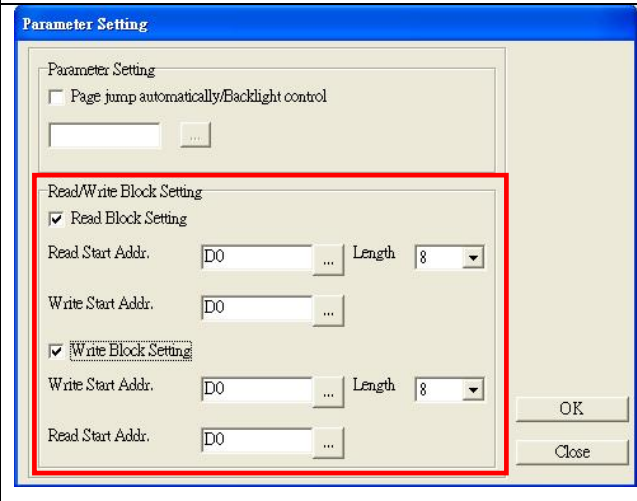 Parameter Setting
Parameter Setting
Page jump automatically/Backlight control
...
Read/Write Block Setting
Read Block Setting
Read Start Addr. D0 ... Length 8
Write Start Addr. D0 ...
Write Block Setting
Write Start Addr. D0 ... Length 8
OK
Read Start Addr. D0 ...
Close